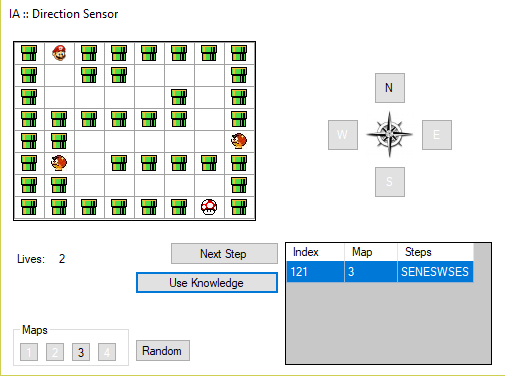 IA :: Direction Sensor
N
W
E
S
Lives: 2
Next Step
Use Knowledge
Index Map Steps
121 3 SENESWSES
Maps
1 2 3 4
Random